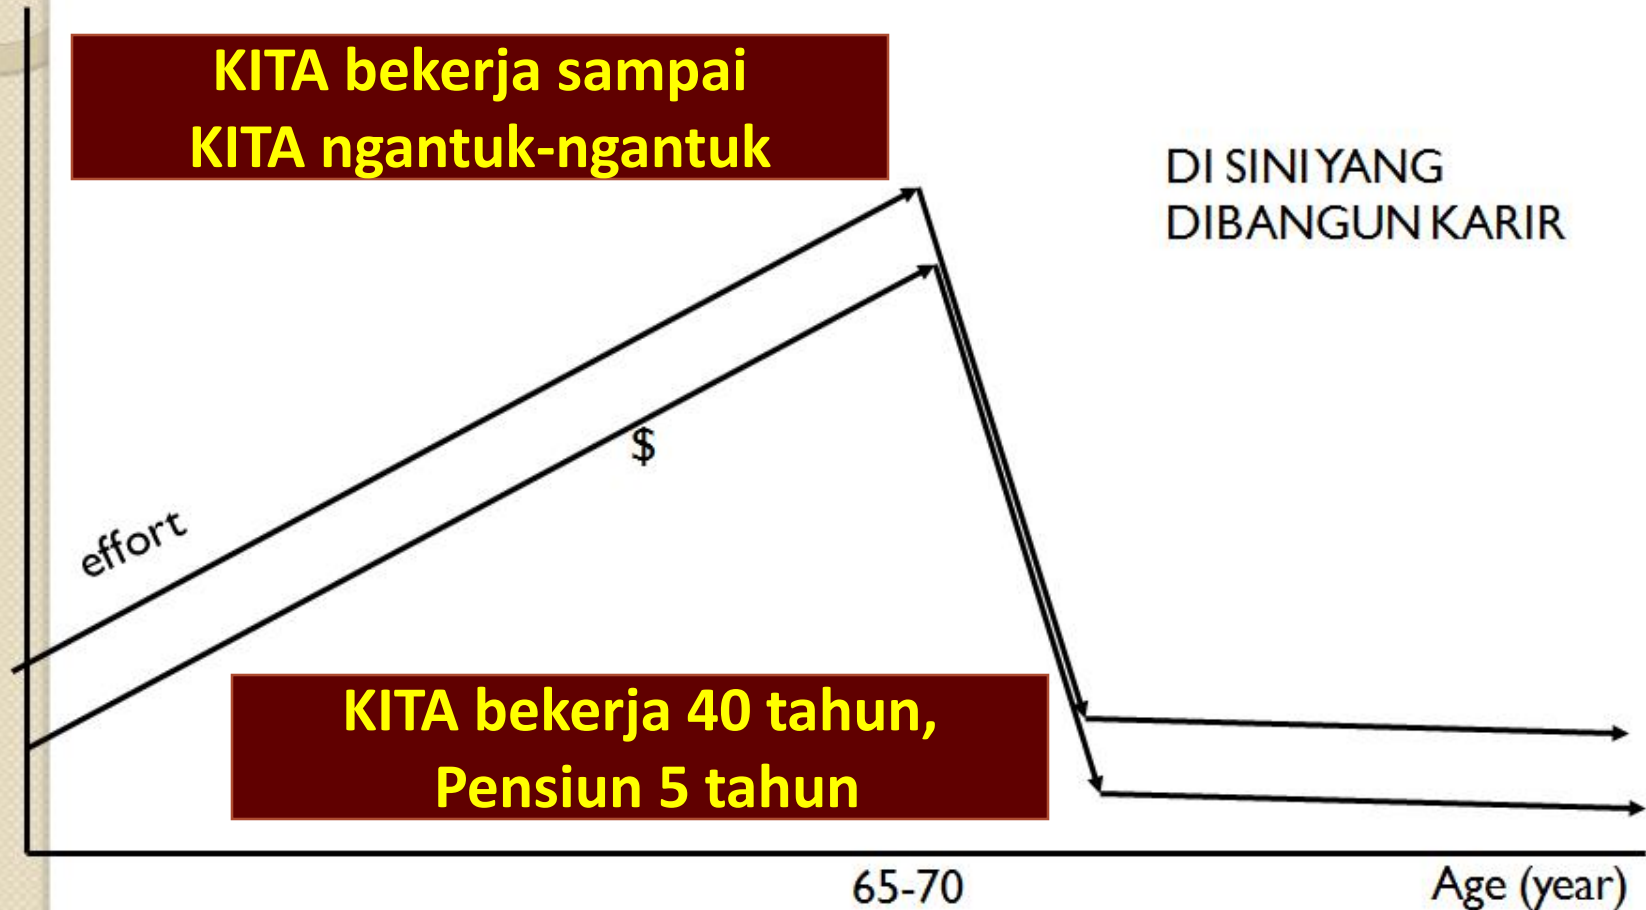 KITA bekerja sampai
KITA ngantuk-ngantuk
DI SINI YANG
DIBANGUN KARIR
$
effort
KITA bekerja 40 tahun,
Pensiun 5 tahun
65-70
Age (year)